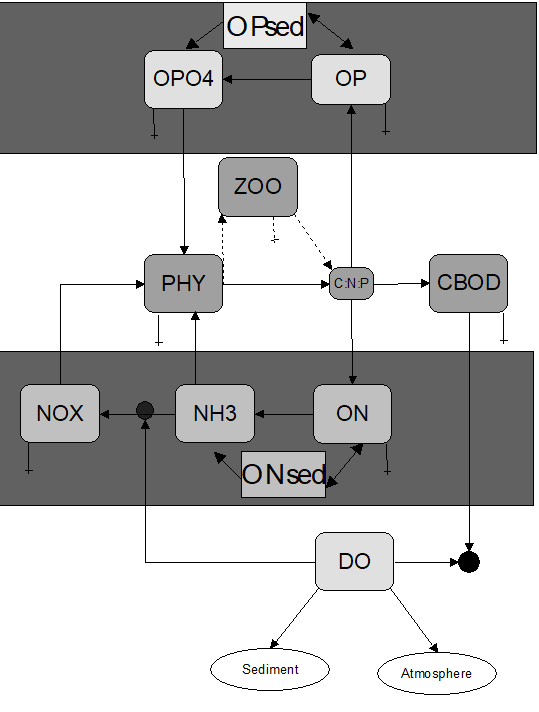 OPsed
OPO4
OP
ZOO
PHY
C:N:P
CBOD
NOX
NH3
ON
ONsed
DO
Sediment
Atmosphere